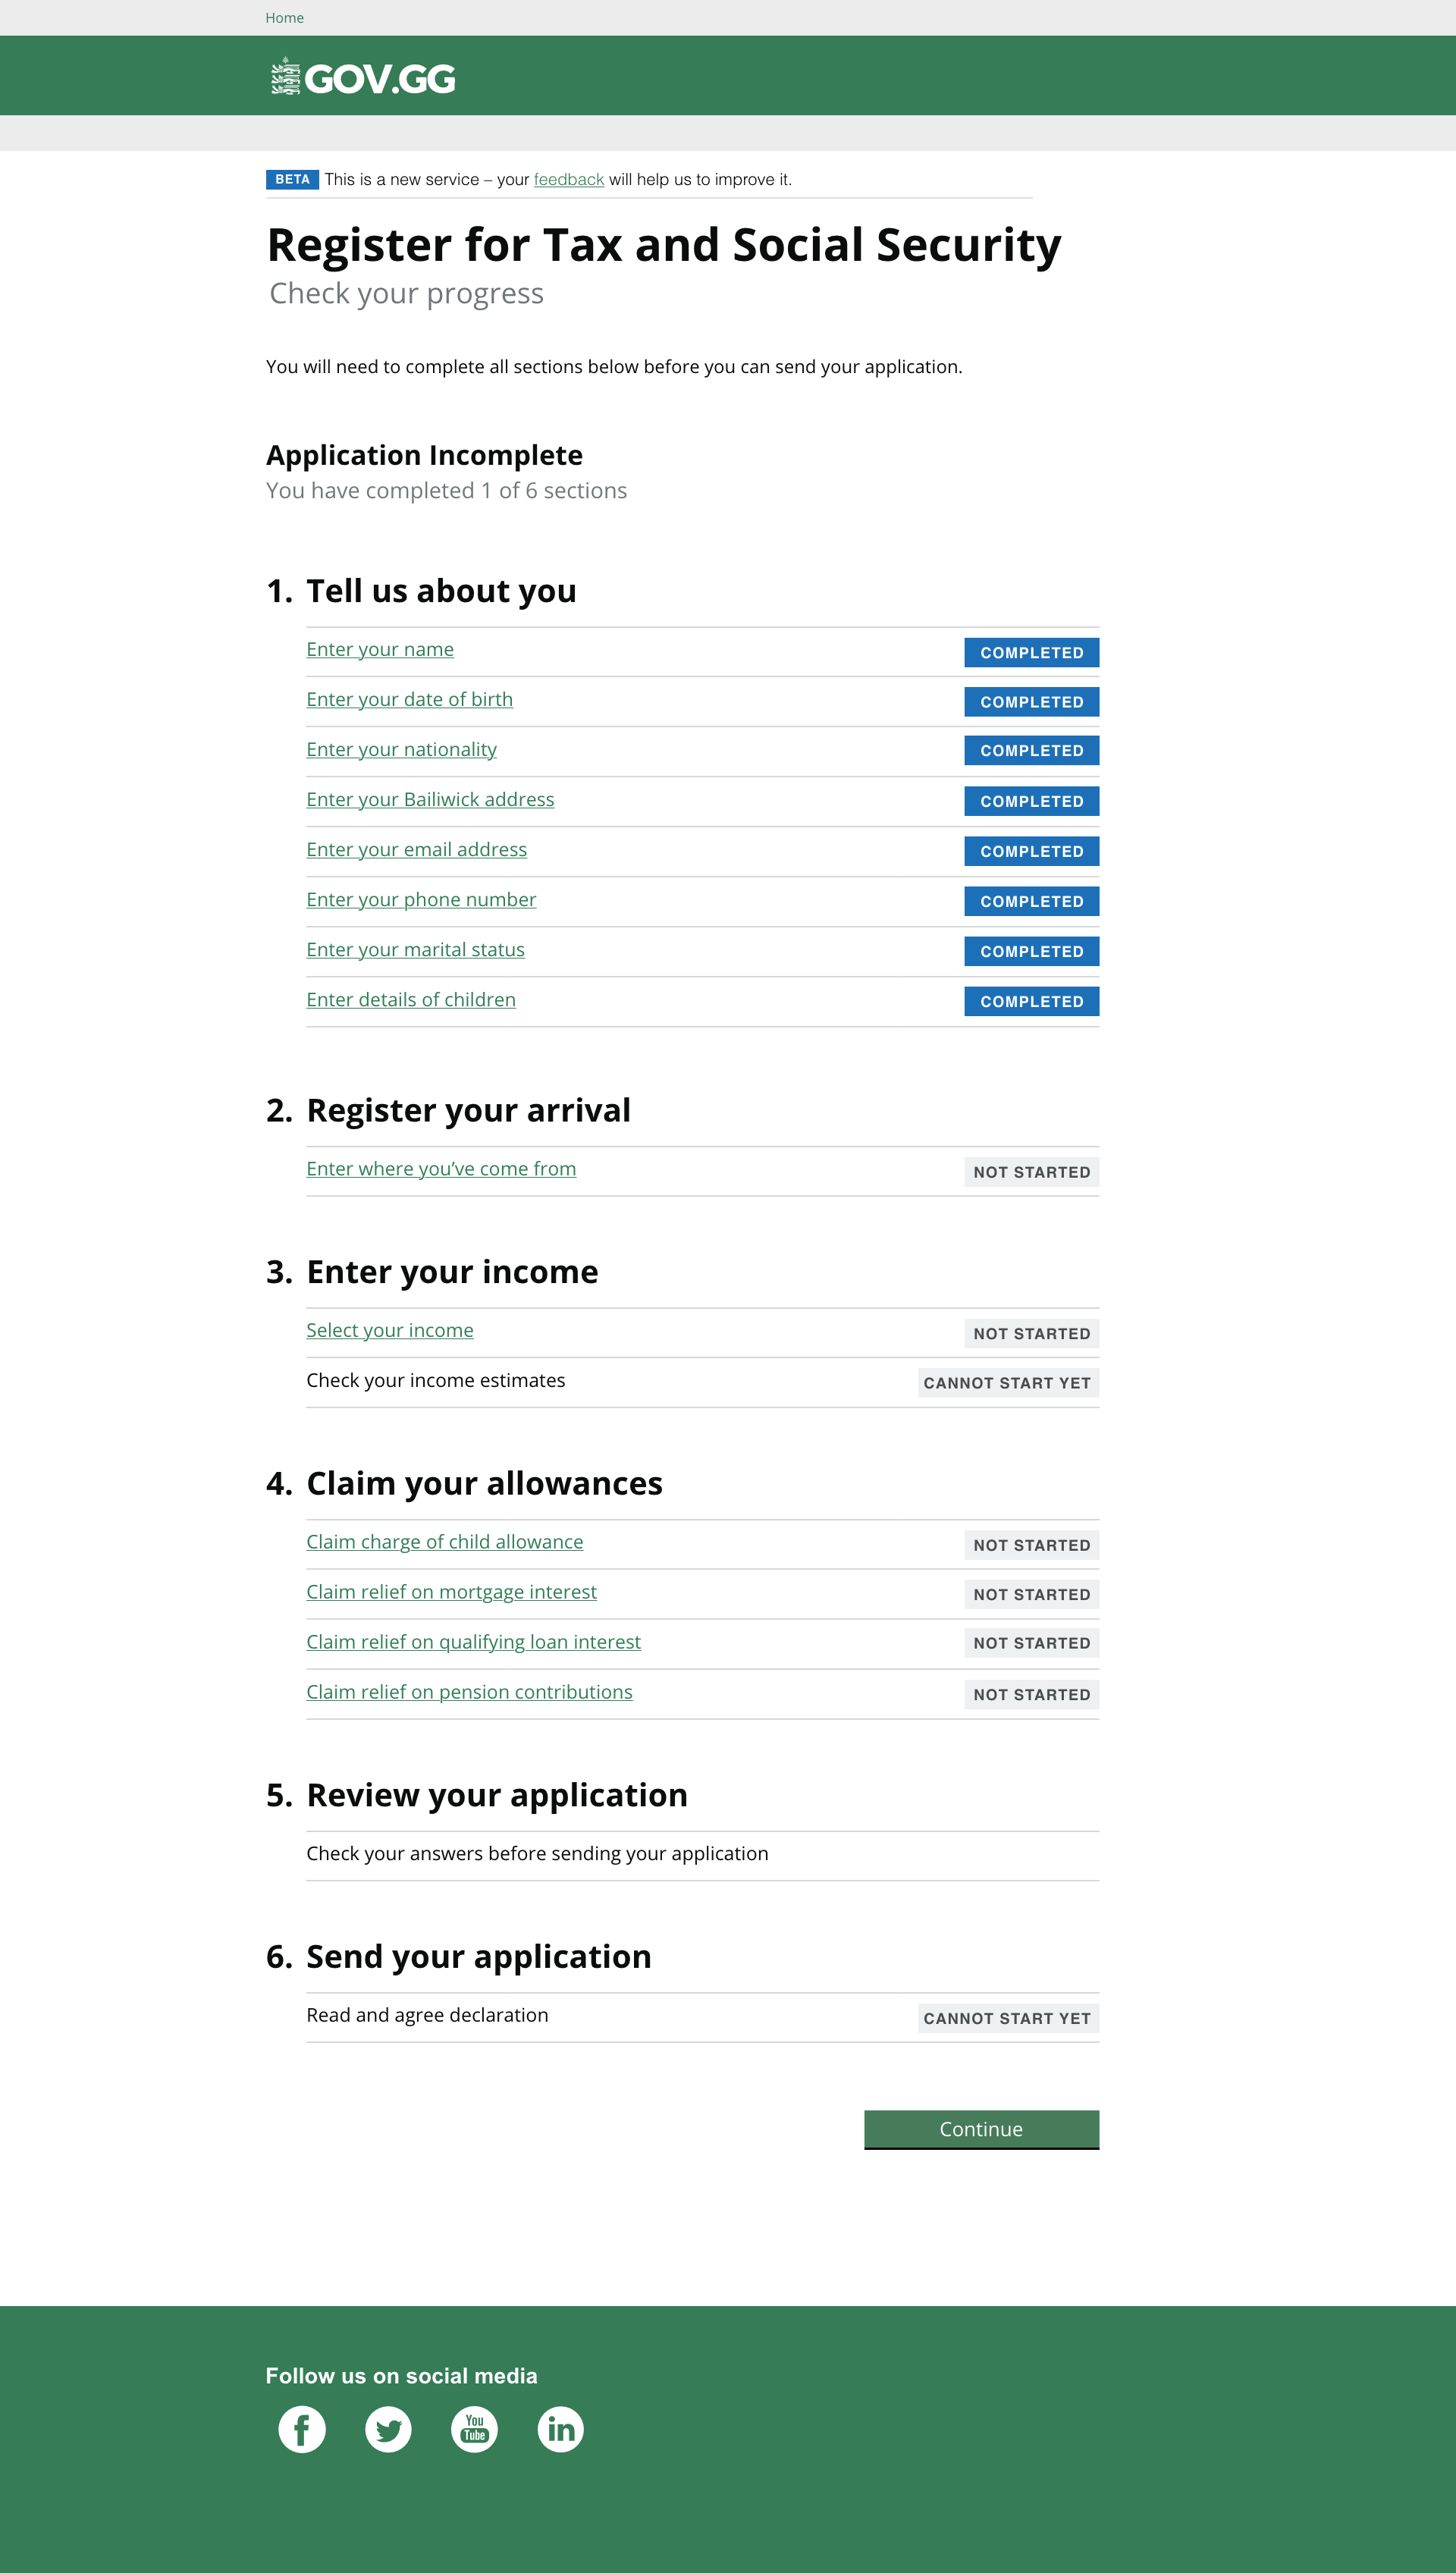 Home
GOV.GG
BETA This is a new service – your feedback will help us to improve it.
Register for Tax and Social Security
Check your progress
You will need to complete all sections below before you can send your application.
Application Incomplete
You have completed 1 of 6 sections
1. Tell us about you
Enter your name COMPLETED
Enter your date of birth COMPLETED
Enter your nationality COMPLETED
Enter your Bailiwick address COMPLETED
Enter your email address COMPLETED
Enter your phone number COMPLETED
Enter your marital status COMPLETED
Enter details of children COMPLETED
2. Register your arrival
Enter where you’ve come from NOT STARTED
3. Enter your income
Select your income NOT STARTED
Check your income estimates CANNOT START YET
4. Claim your allowances
Claim charge of child allowance NOT STARTED
Claim relief on mortgage interest NOT STARTED
Claim relief on qualifying loan interest NOT STARTED
Claim relief on pension contributions NOT STARTED
5. Review your application
Check your answers before sending your application
6. Send your application
Read and agree declaration CANNOT START YET
Continue
Follow us on social media
You
Tube
in